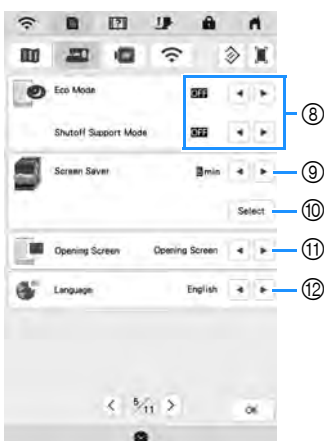 Eco Mode OFF
⑧
Shutoff Support Mode OFF
Screen Saver 5min ⑨
Select ⑩
Opening Screen Opening Screen ⑪
Language English ⑫
5/11
OK